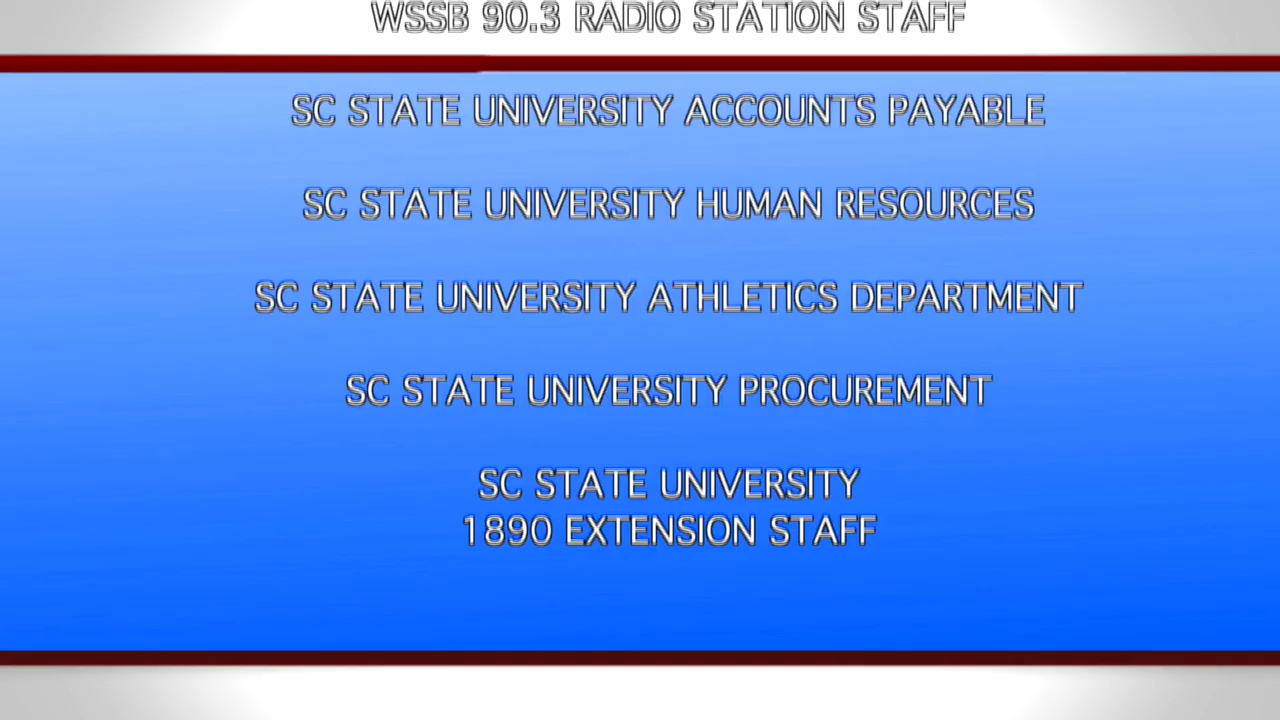 WSSB 90.3 RADIO STATION STAFF
SC STATE UNIVERSITY ACCOUNTS PAYABLE
SC STATE UNIVERSITY HUMAN RESOURCES
SC STATE UNIVERSITY ATHLETICS DEPARTMENT
SC STATE UNIVERSITY PROCUREMENT
SC STATE UNIVERSITY
1890 EXTENSION STAFF